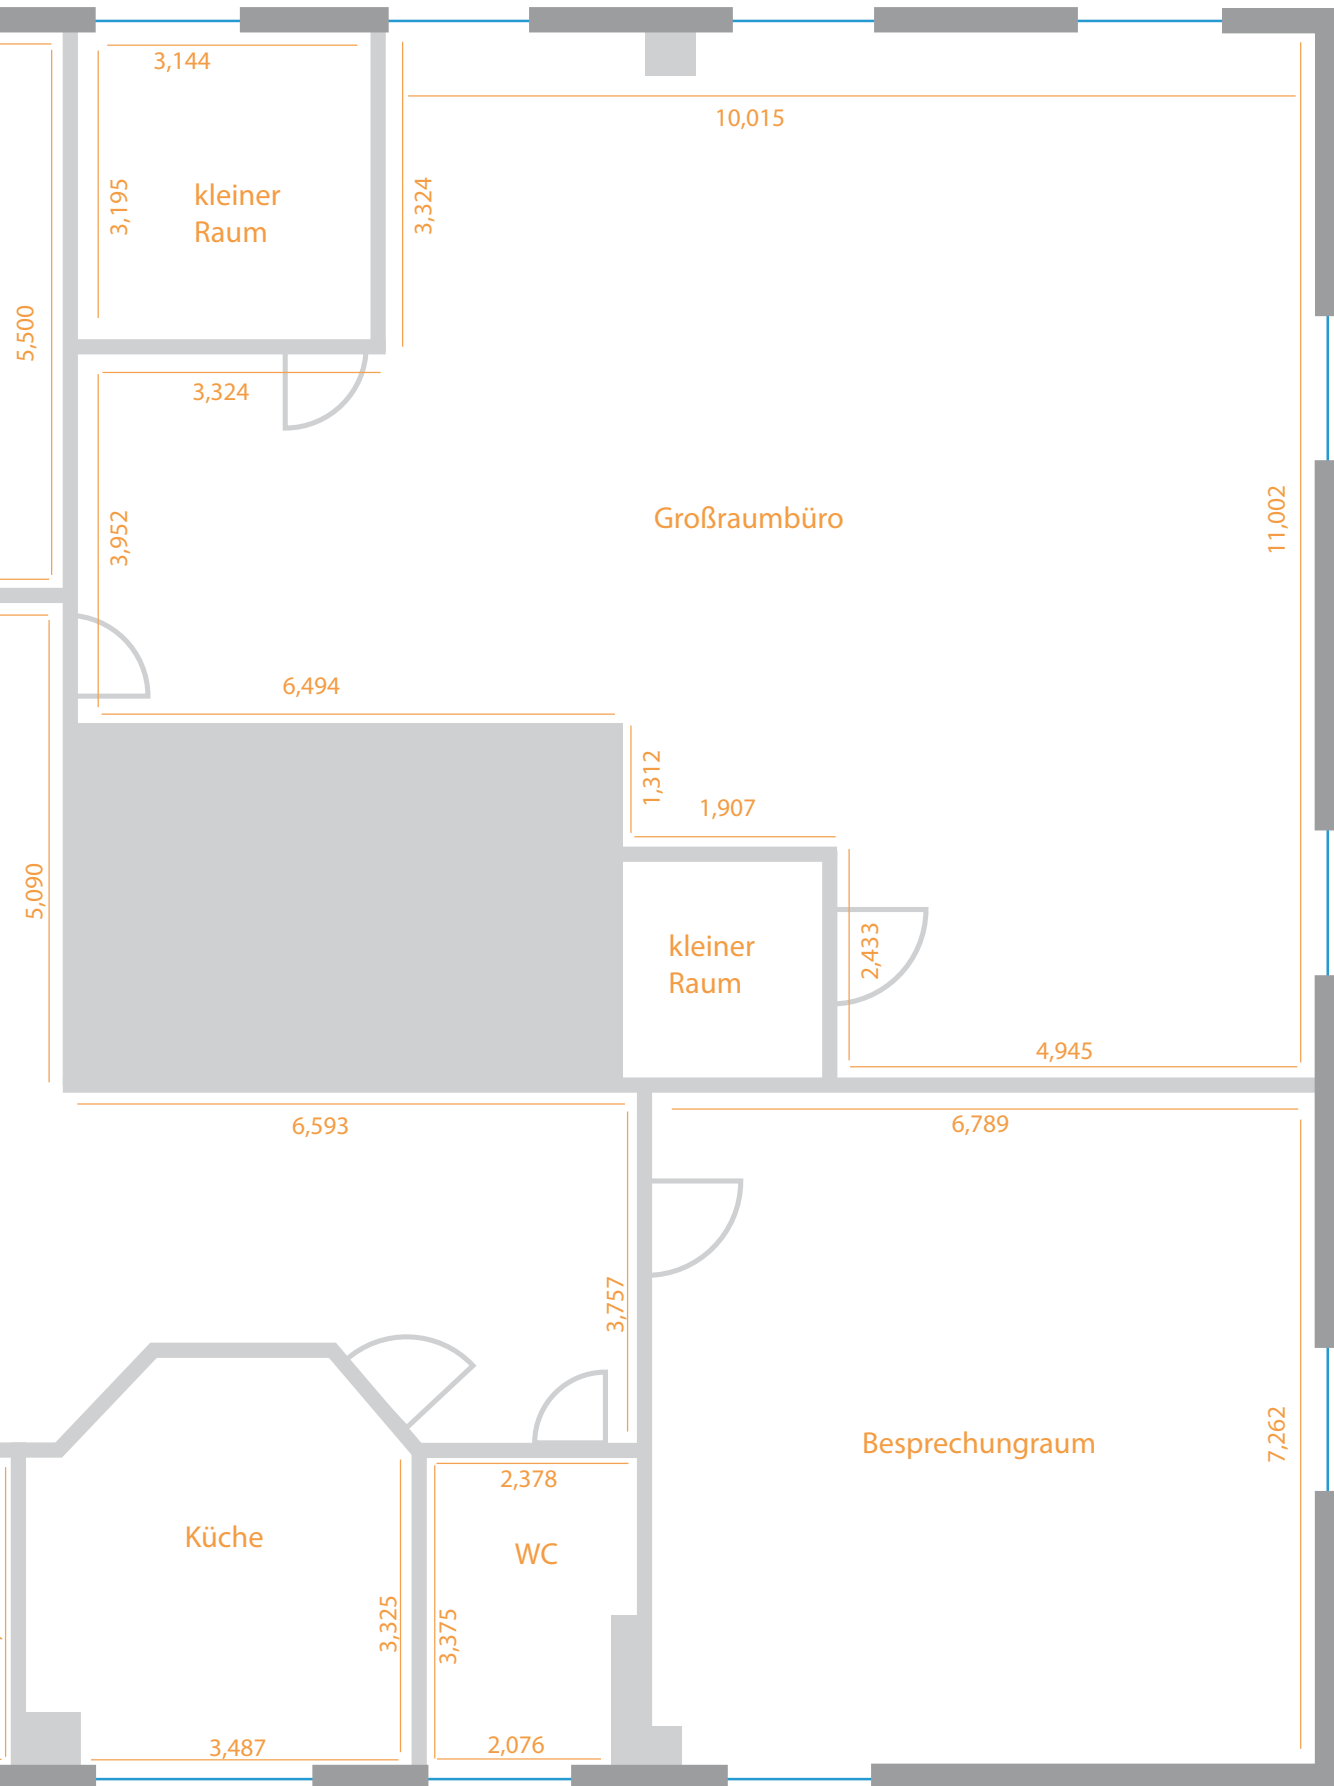 3,144
10,015
3,195
kleiner
Raum
3,324
5,500
3,324
3,952
Großraumbüro
11,002
6,494
1,312
1,907
5,090
kleiner
Raum
2,433
4,945
6,593
6,789
3,757
Besprechungraum
7,262
2,378
Küche
WC
3,325
3,375
3,487
2,076